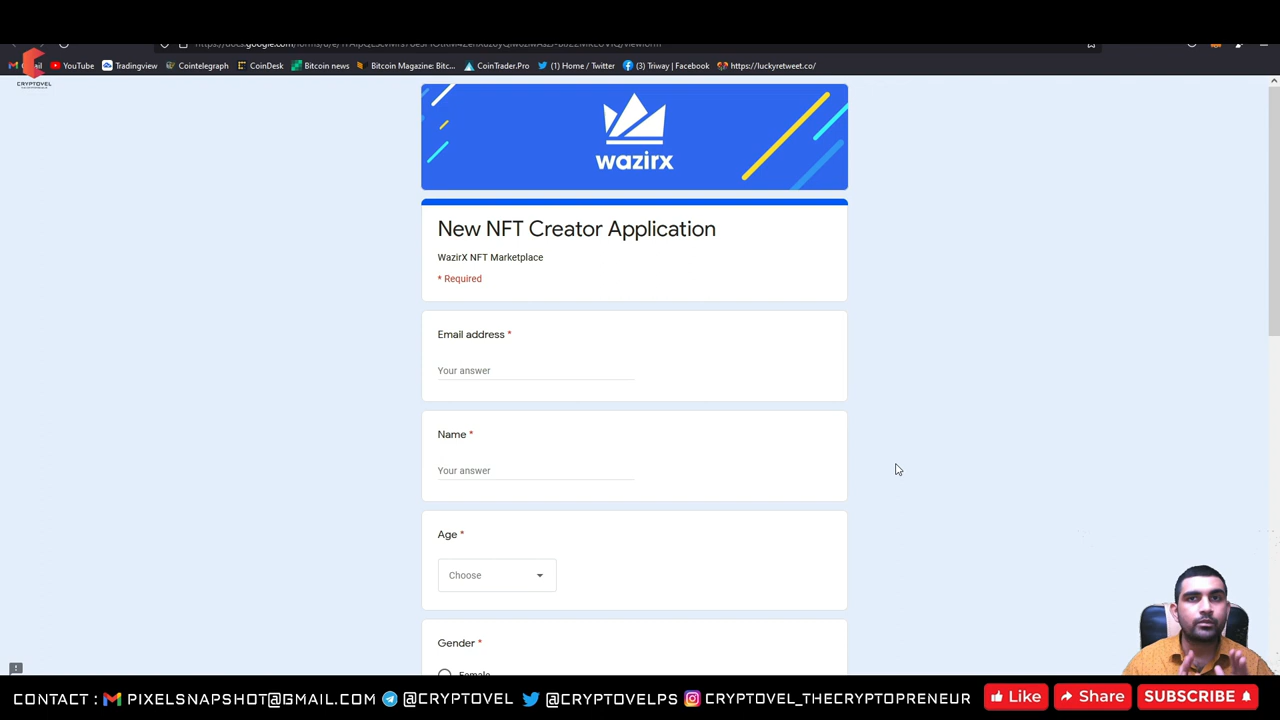 YouTube Tradingview Cointelegraph CoinDesk Bitcoin news Bitcoin Magazine: Bitc... CoinTrader.Pro (1) Home / Twitter (3) Triway | Facebook https://luckyretweet.co/
CRYPTOVEL
wazirx
New NFT Creator Application
WazirX NFT Marketplace
* Required
Email address *
Your answer
Name *
Your answer
Age *
Choose
Gender *
Female
CONTACT : PIXELSNAPSHOT@GMAIL.COM @CRYPTOVEL @CRYPTOVELPS CRYPTOVEL_THECRYPTOPRENEUR Like Share SUBSCRIBE